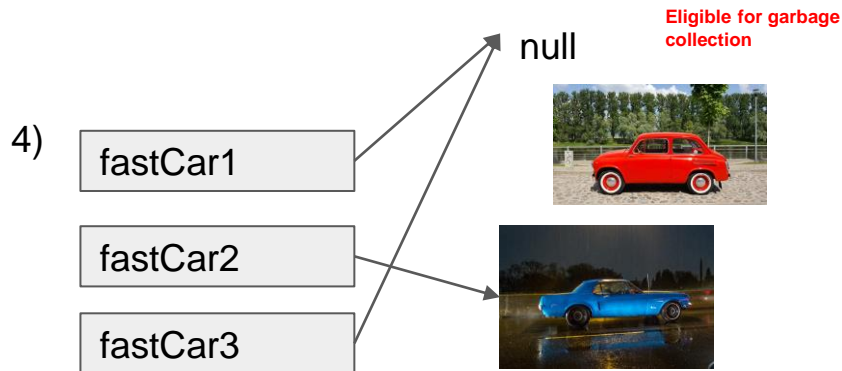 Eligible for garbage
collection
null
4)
fastCar1
fastCar2
fastCar3